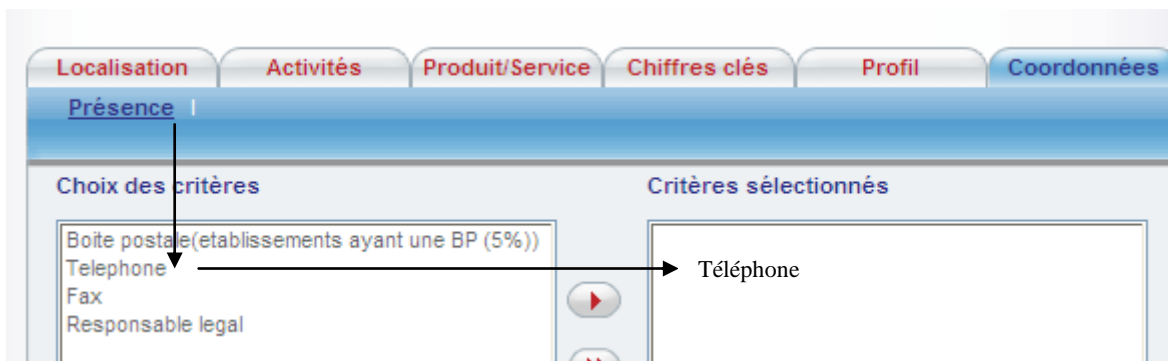 Localisation Activités Produit/Service Chiffres clés Profil Coordonnées
Présence
Choix des critères Critères sélectionnés
Boite postale(etablissements ayant une BP (5%))
Telephone Téléphone
Fax
Responsable legal